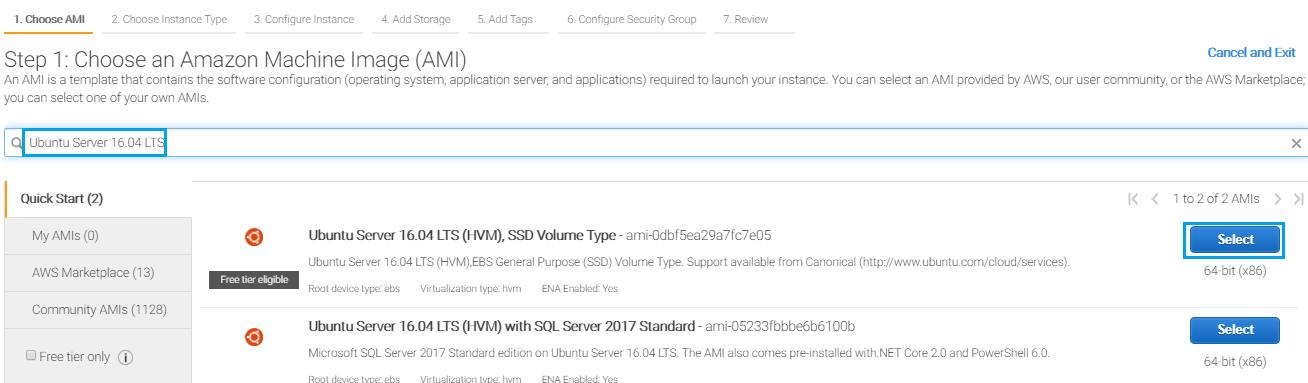 1. Choose AMI 2. Choose Instance Type 3. Configure Instance 4. Add Storage 5. Add Tags 6. Configure Security Group 7. Review
Step 1: Choose an Amazon Machine Image (AMI)
Cancel and Exit
An AMI is a template that contains the software configuration (operating system, application server, and applications) required to launch your instance. You can select an AMI provided by AWS, our user community, or the AWS Marketplace;
you can select one of your own AMIs.
Ubuntu Server 16.04 LTS
Quick Start (2)
My AMIs (0)
AWS Marketplace (13)
Community AMIs (1128)
Free tier only
1 to 2 of 2 AMIs
Ubuntu Server 16.04 LTS (HVM), SSD Volume Type - ami-0dbf5ea29a7fc7e05
Free tier eligible
Ubuntu Server 16.04 LTS (HVM),EBS General Purpose (SSD) Volume Type. Support available from Canonical (http://www.ubuntu.com/cloud/services).
Root device type: ebs Virtualization type: hvm ENA Enabled: Yes
Select
64-bit (x86)
Ubuntu Server 16.04 LTS (HVM) with SQL Server 2017 Standard - ami-05233fbbbe6b6100b
Microsoft SQL Server 2017 Standard edition on Ubuntu Server 16.04 LTS. The AMI also comes pre-installed with.NET Core 2.0 and PowerShell 6.0.
Root device type: ebs Virtualization type: hvm ENA Enabled: Yes
Select
64-bit (x86)